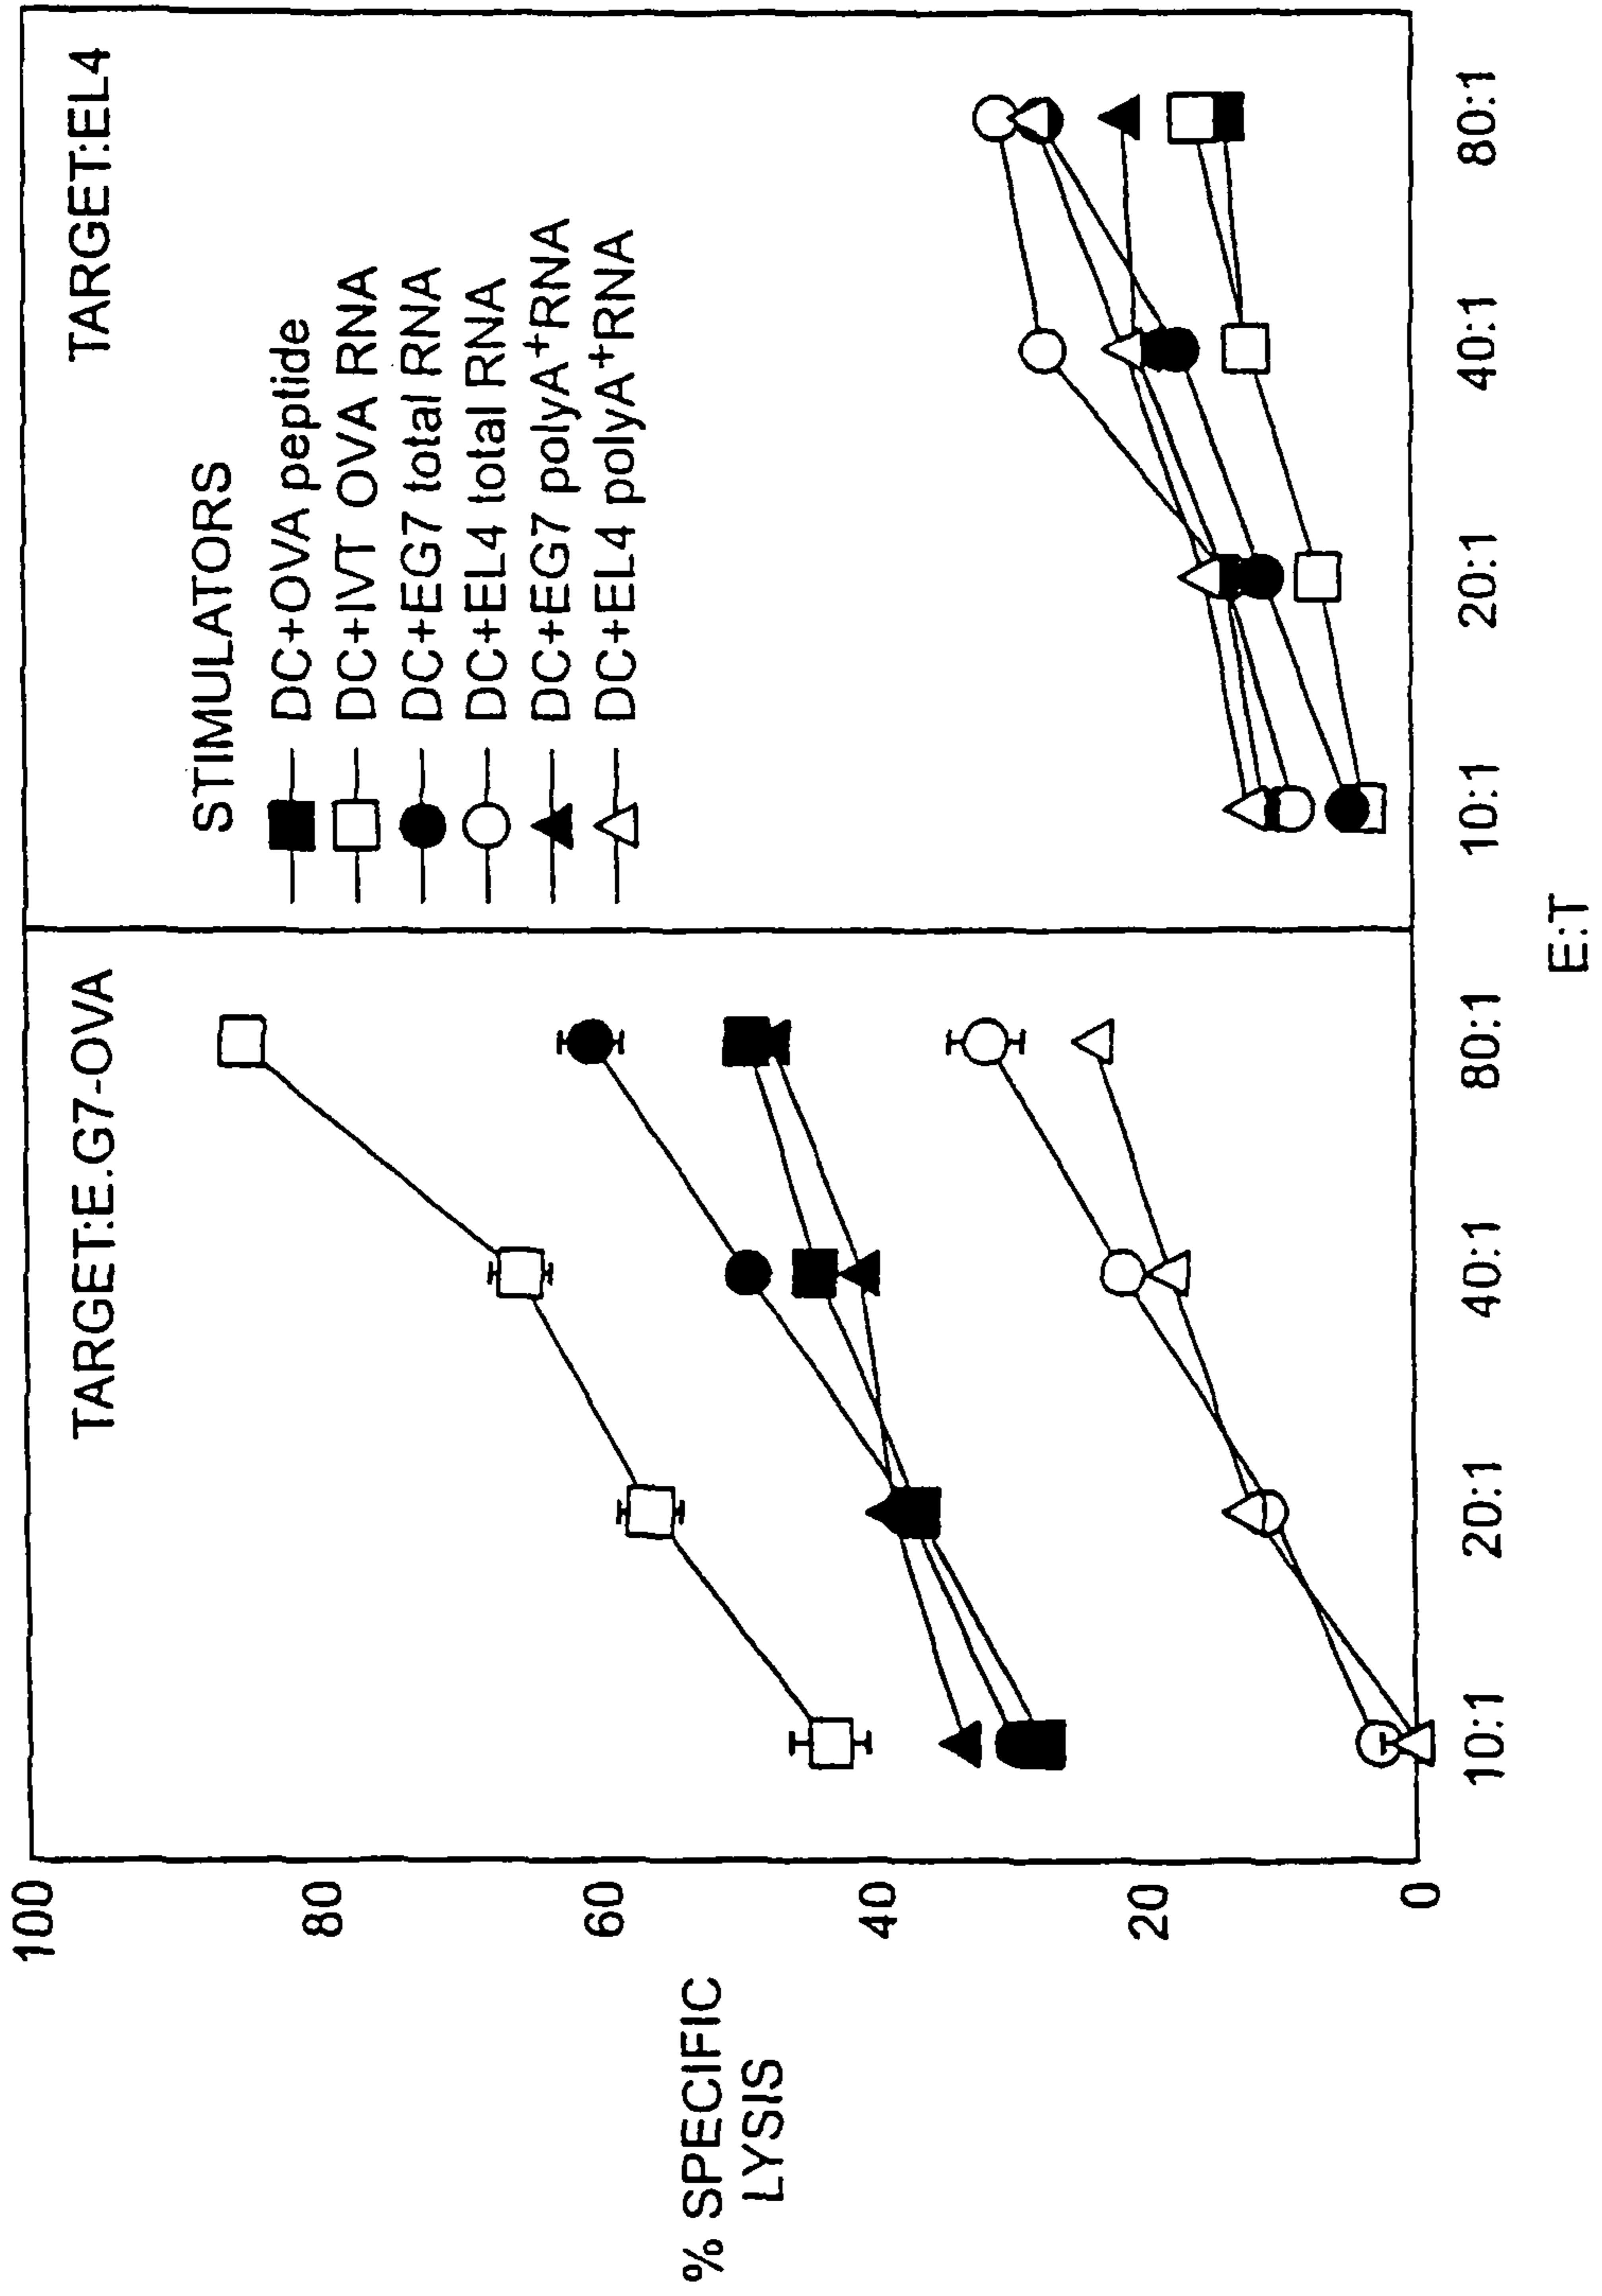 TARGET:E.G7-OVA
TARGET:EL4
STIMULATORS
DC+OVA peptide
DC+IVT OVA RNA
DC+EG7 total RNA
DC+EL4 total RNA
DC+EG7 polyA⁺RNA
DC+EL4 polyA⁺RNA
% SPECIFIC
LYSIS
100
80
60
40
20
0
10:1 20:1 40:1 80:1 10:1 20:1 40:1 80:1
E:T